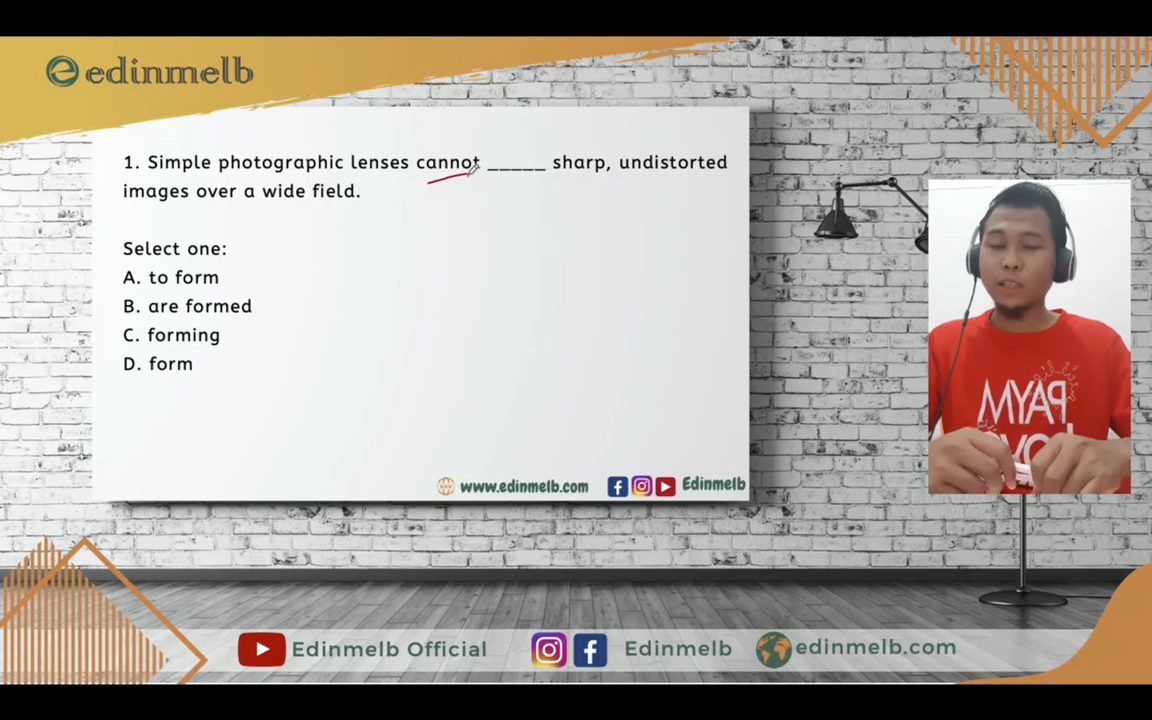 edinmelb
1. Simple photographic lenses cannot _____ sharp, undistorted
images over a wide field.
Select one:
A. to form
B. are formed
C. forming
D. form
www.edinmelb.com
Edinmelb
Edinmelb Official
Edinmelb
edinmelb.com